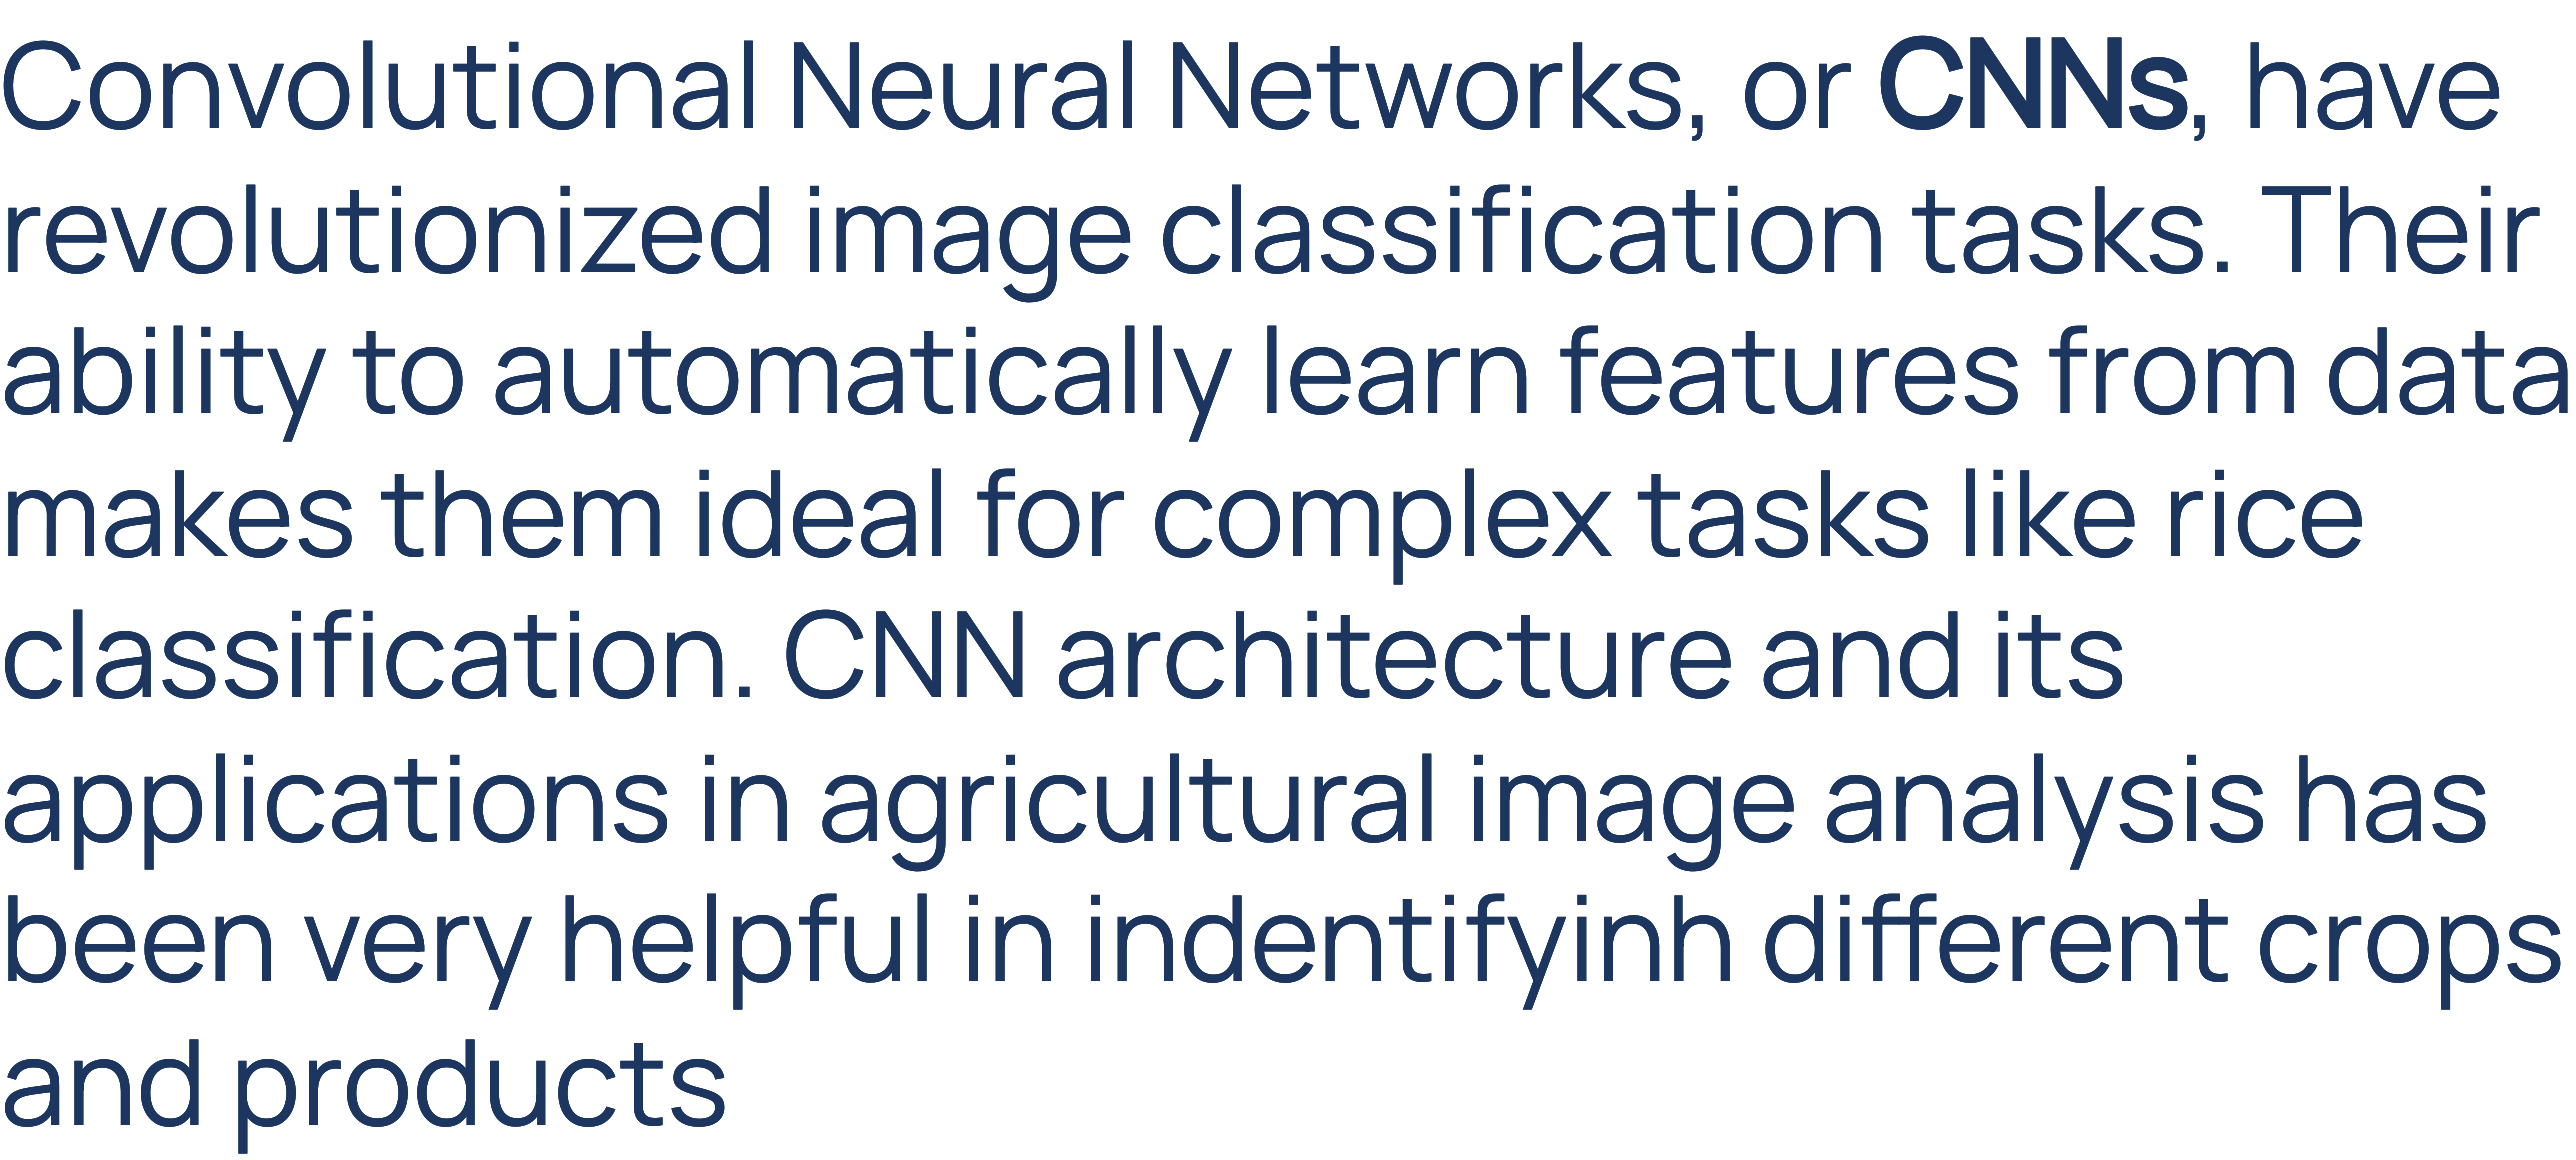 Convolutional Neural Networks, or CNNs, have
revolutionized image classification tasks. Their
ability to automatically learn features from data
makes them ideal for complex tasks like rice
classification. CNN architecture and its
applications in agricultural image analysis has
been very helpful in indentifyinh different crops
and products